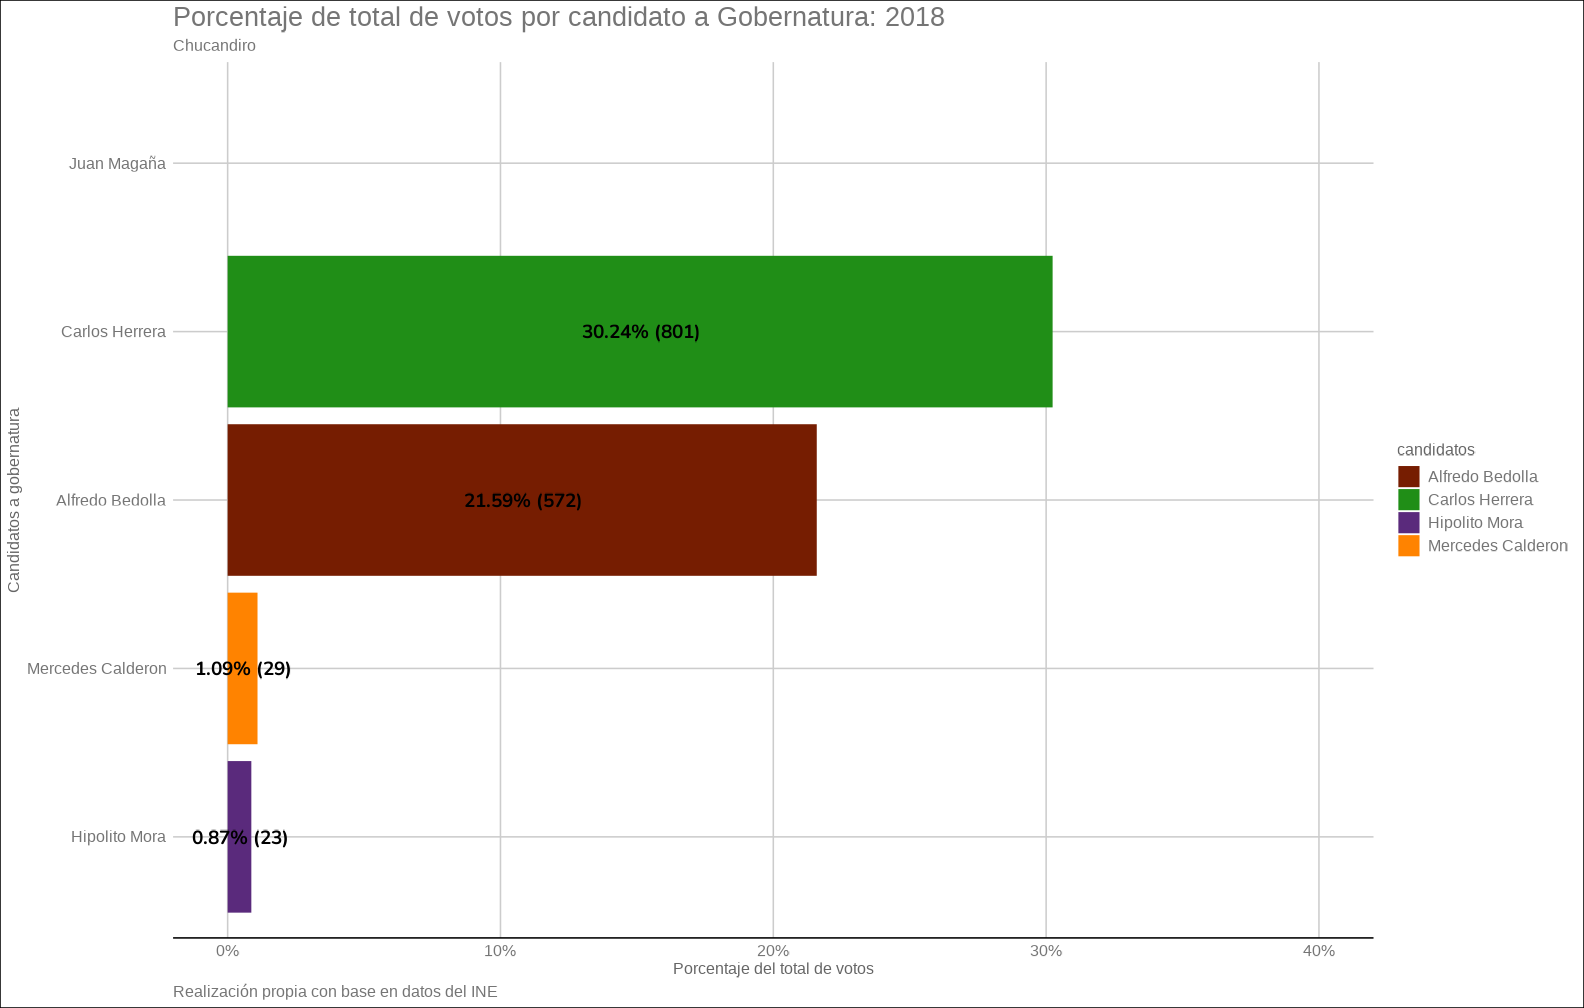 Porcentaje de total de votos por candidato a Gobernatura: 2018
Chucandiro
Candidatos a gobernatura
Juan Magaña
Carlos Herrera
30.24% (801)
Alfredo Bedolla
21.59% (572)
Mercedes Calderon
1.09% (29)
Hipolito Mora
0.87% (23)
0%
10%
20%
30%
40%
Porcentaje del total de votos
candidatos
Alfredo Bedolla
Carlos Herrera
Hipolito Mora
Mercedes Calderon
Realización propia con base en datos del INE